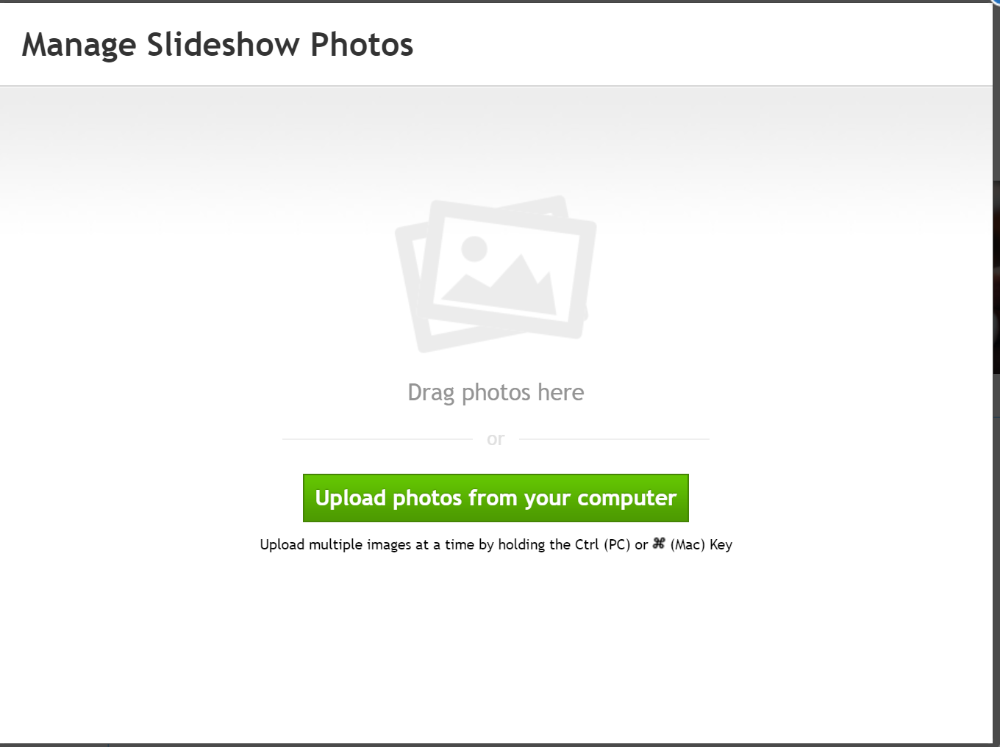 Manage Slideshow Photos
Drag photos here
or
Upload photos from your computer
Upload multiple images at a time by holding the Ctrl (PC) or ⌘ (Mac) Key